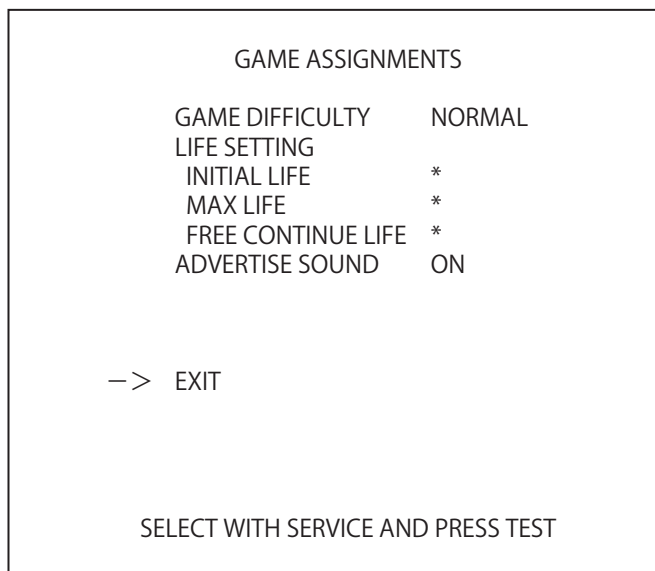 GAME ASSIGNMENTS
GAME DIFFICULTY NORMAL
LIFE SETTING
INITIAL LIFE *
MAX LIFE *
FREE CONTINUE LIFE *
ADVERTISE SOUND ON
—> EXIT
SELECT WITH SERVICE AND PRESS TEST